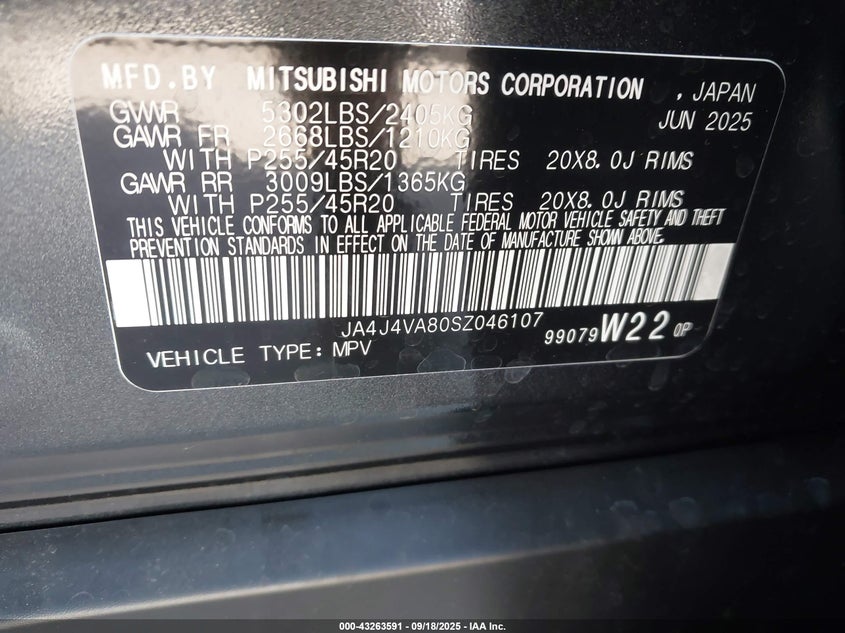 MFD.BY MITSUBISHI MOTORS CORPORATION , JAPAN
GVWR 5302LBS/2405KG JUN 2025
GAWR FR 2668LBS/1210KG
WITH P255/45R20 TIRES 20X8.0J RIMS
GAWR RR 3009LBS/1365KG
WITH P255/45R20 TIRES 20X8.0J RIMS
THIS VEHICLE CONFORMS TO ALL APPLICABLE FEDERAL MOTOR VEHICLE SAFETY AND THEFT
PREVENTION STANDARDS IN EFFECT ON THE DATE OF MANUFACTURE SHOWN ABOVE.
JA4J4VA80SZ046107
VEHICLE TYPE: MPV 99079 W22 QP
000-43263591 - 09/18/2025 - IAA Inc.